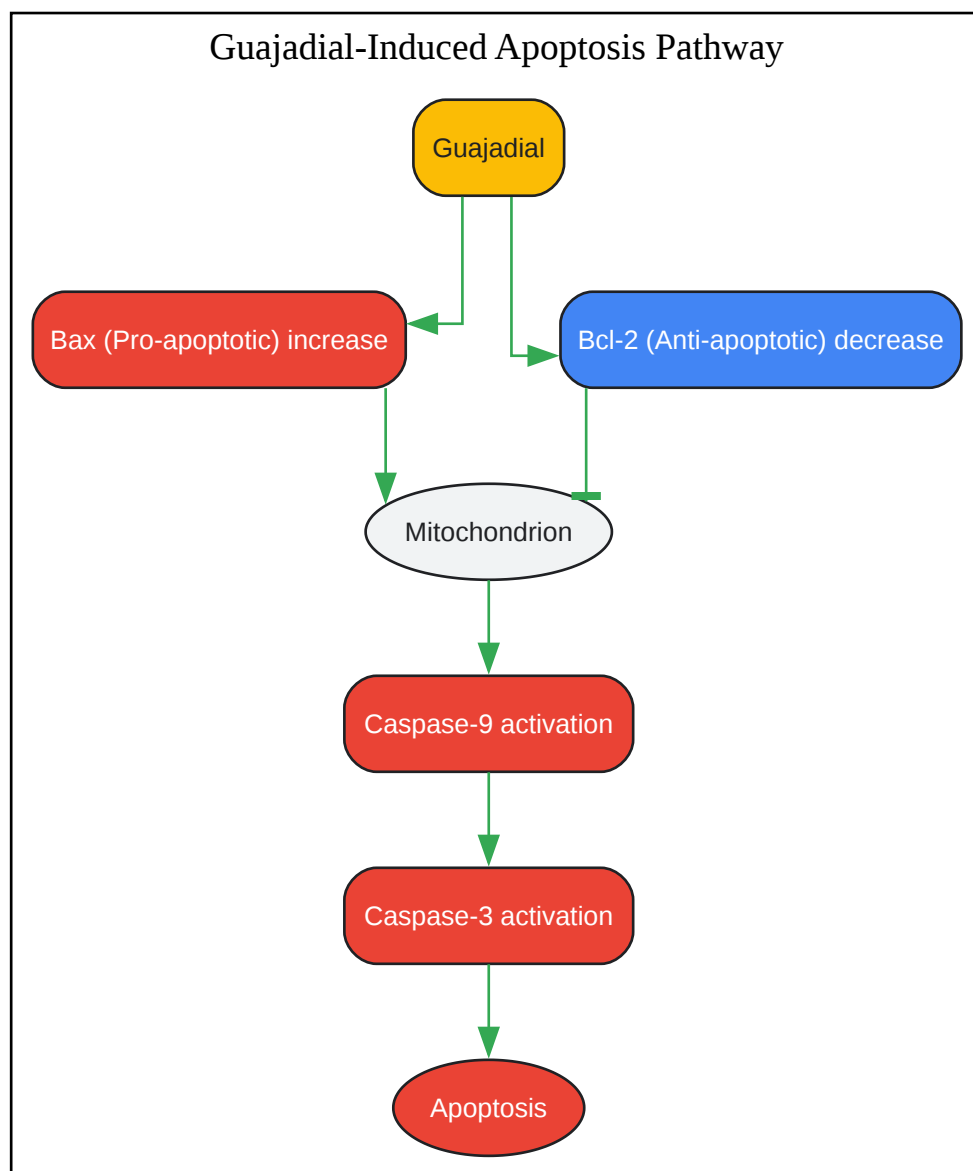 Guajadial-Induced Apoptosis Pathway
Guajadial
Bax (Pro-apoptotic) increase
Bcl-2 (Anti-apoptotic) decrease
Mitochondrion
Caspase-9 activation
Caspase-3 activation
Apoptosis